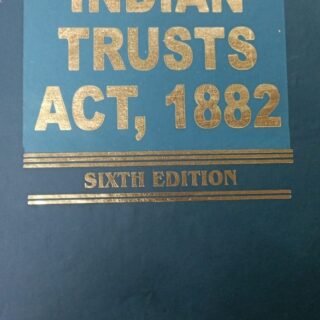 INDIAN
TRUSTS
ACT, 1882
SIXTH EDITION